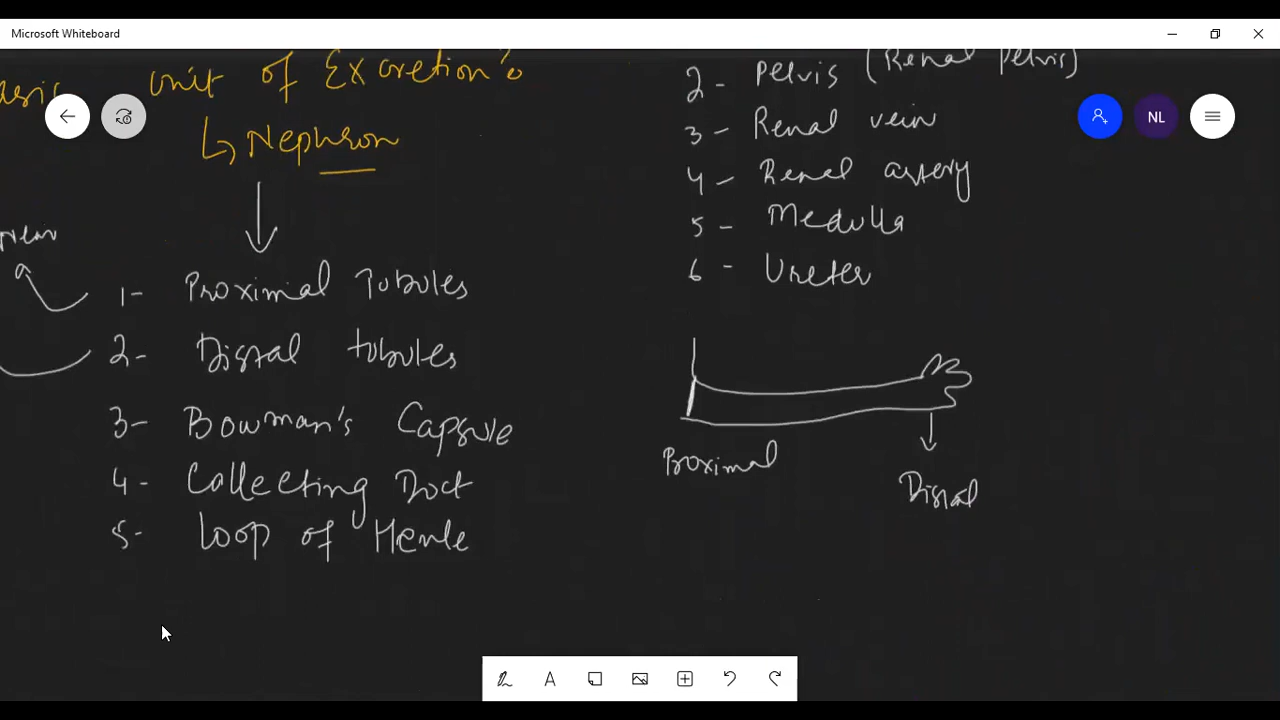 Microsoft Whiteboard
unit of Excretion:
↳ Nephron
NL
1- Proximal Tubules
2- Distal tubules
3- Bowman's Capsule
4- Collecting Duct
5- Loop of Henle
2- Pelvis (Renal pelvis)
3- Renal vein
4- Renal artery
5- Medulla
6- Ureter
Proximal
Distal